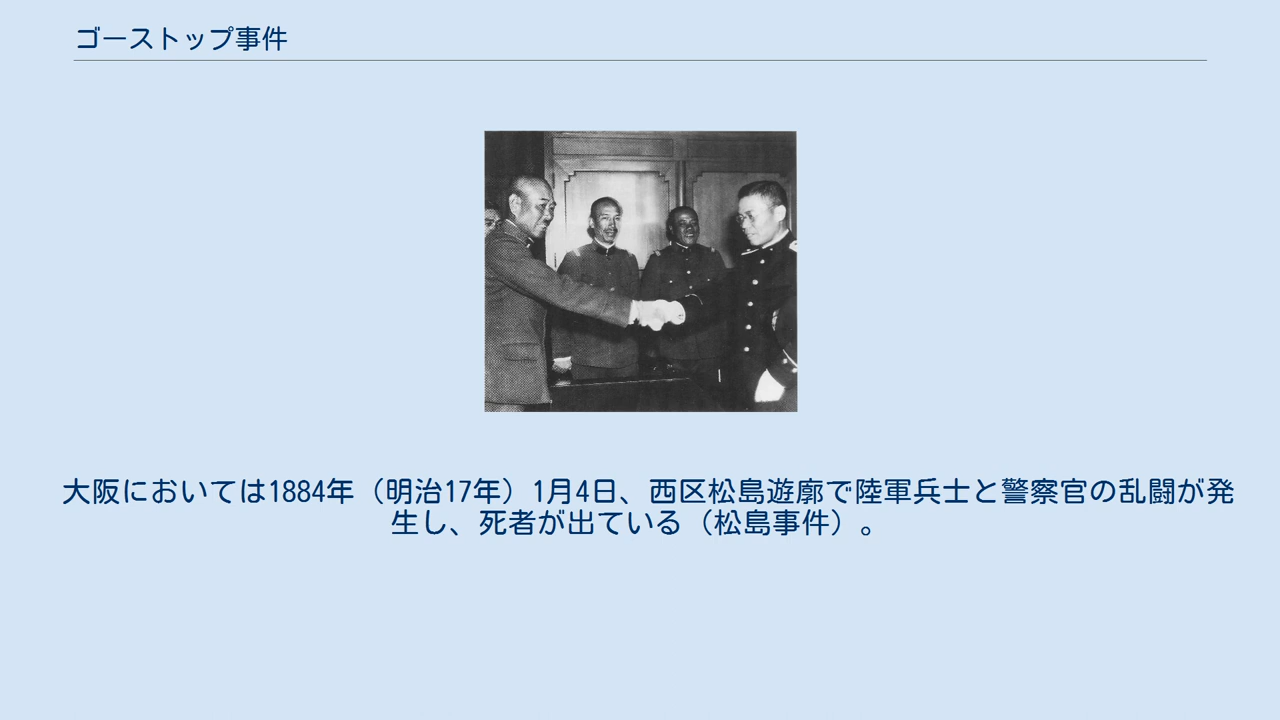 ゴーストップ事件
大阪においては1884年（明治17年）1月4日、西区松島遊廓で陸軍兵士と警察官の乱闘が発
生し、死者が出ている（松島事件）。